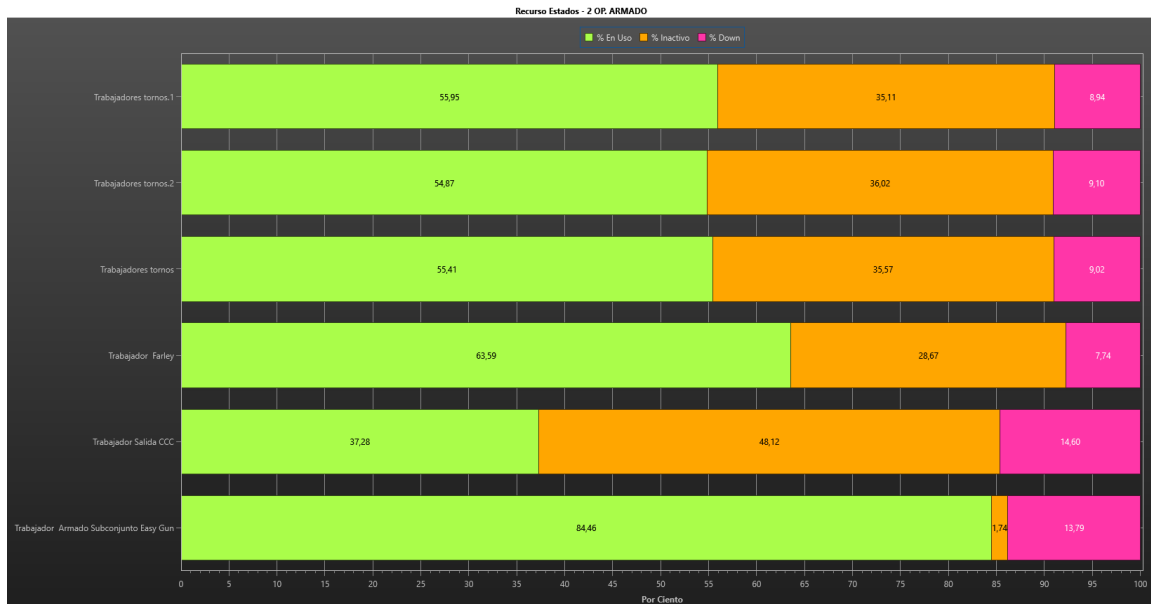 Recurso Estados - 2 OP. ARMADO
% En Uso % Inactivo % Down
Trabajadores tornos.1 55,95 35,11 8,94
Trabajadores tornos.2 54,87 36,02 9,10
Trabajadores tornos 55,41 35,57 9,02
Trabajador Farley 63,59 28,67 7,74
Trabajador Salida CCC 37,28 48,12 14,60
Trabajador Armado Subconjunto Easy Gun 84,46 1,74 13,79
0 5 10 15 20 25 30 35 40 45 50 55 60 65 70 75 80 85 90 95 100
Por Ciento